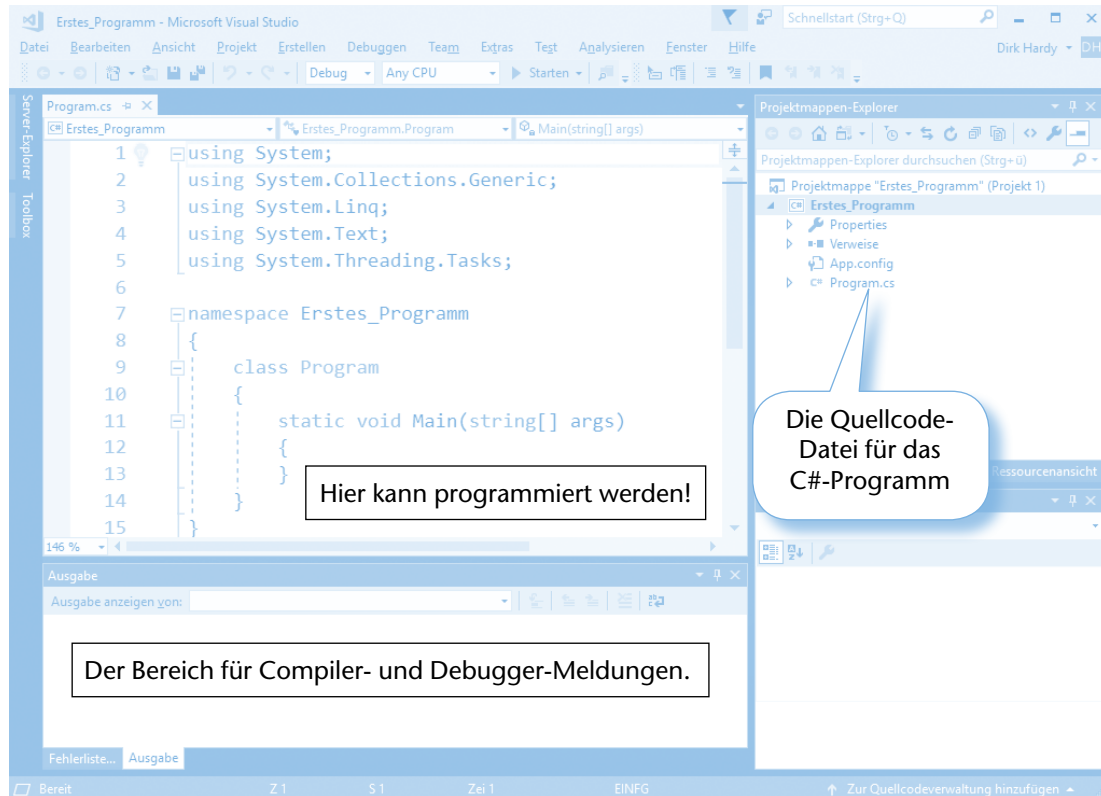 Erstes_Programm - Microsoft Visual Studio
Schnellstart (Strg+Q)
Datei Bearbeiten Ansicht Projekt Erstellen Debuggen Team Extras Test Analysieren Fenster Hilfe
Dirk Hardy DH
Debug Any CPU Starten
Server-Explorer Toolbox
Program.cs
Erstes_Programm Erstes_Programm.Program Main(string[] args)
1 using System;
2 using System.Collections.Generic;
3 using System.Linq;
4 using System.Text;
5 using System.Threading.Tasks;
6
7 namespace Erstes_Programm
8 {
9 class Program
10 {
11 static void Main(string[] args)
12 {
13 }
14 }
15 }
Hier kann programmiert werden!
146 %
Projektmappen-Explorer
Projektmappen-Explorer durchsuchen (Strg+ü)
Projektmappe "Erstes_Programm" (Projekt 1)
C# Erstes_Programm
Properties
Verweise
App.config
C# Program.cs
Die Quellcode-
Datei für das
C#-Programm
Ressourcenansicht
Ausgabe
Ausgabe anzeigen von:
Der Bereich für Compiler- und Debugger-Meldungen.
Fehlerliste... Ausgabe
Bereit Z 1 S 1 Zei 1 EINFG Zur Quellcodeverwaltung hinzufügen